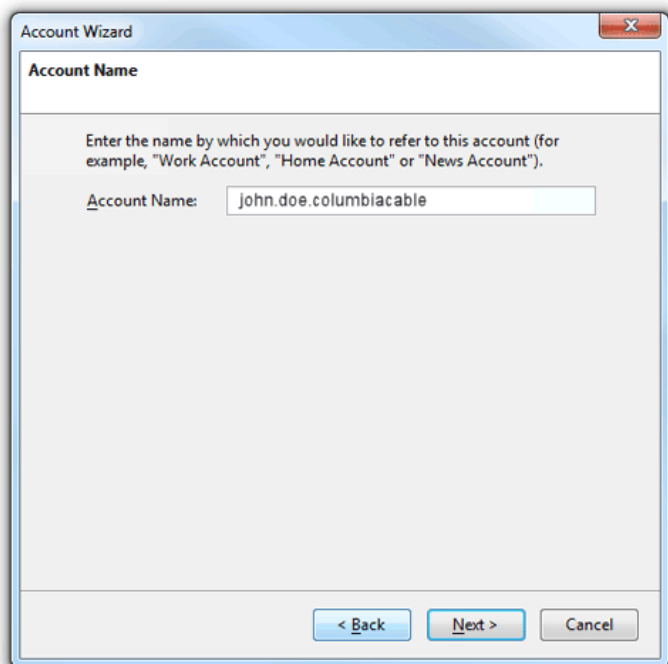 Account Wizard
Account Name
Enter the name by which you would like to refer to this account (for
example, "Work Account", "Home Account" or "News Account").
Account Name: john.doe.columbiacable
< Back Next > Cancel